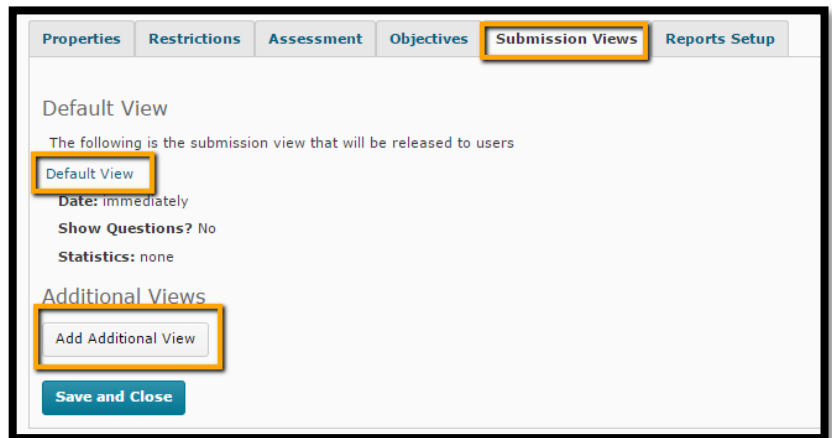 Properties Restrictions Assessment Objectives Submission Views Reports Setup
Default View
The following is the submission view that will be released to users
Default View
Date: immediately
Show Questions? No
Statistics: none
Additional Views
Add Additional View
Save and Close